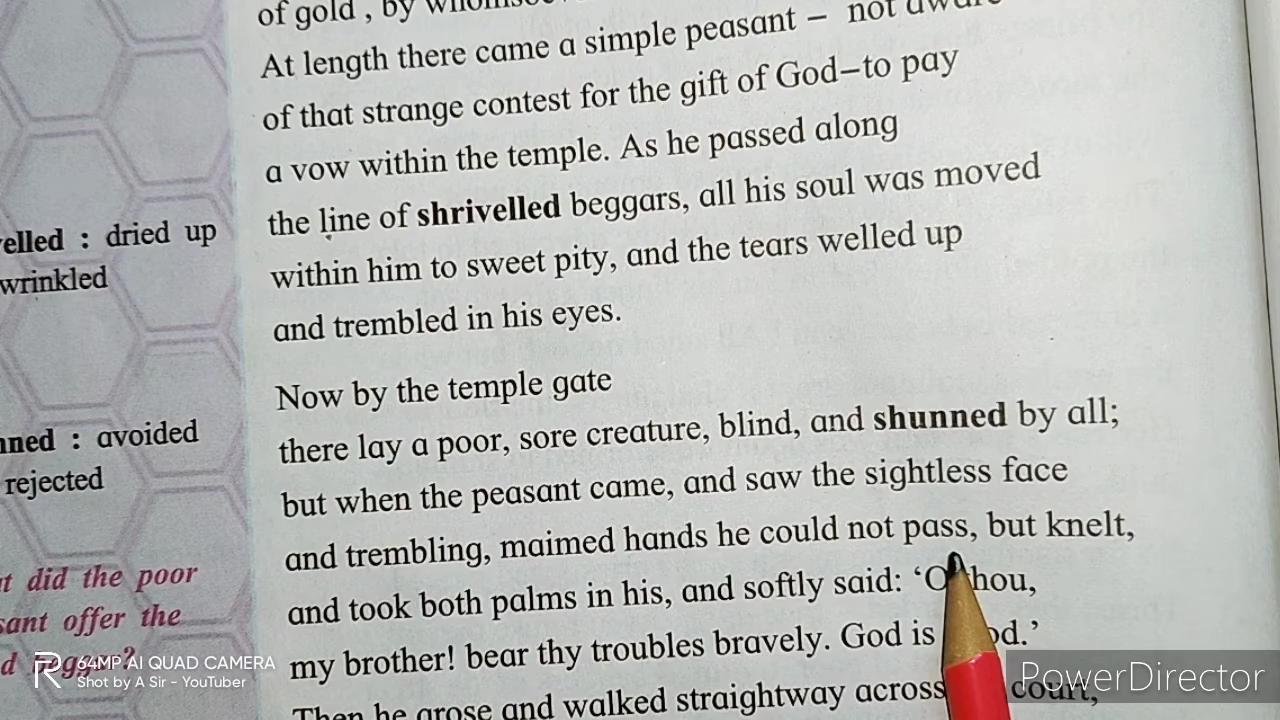 of gold , by
At length there came a simple peasant – not aware
of that strange contest for the gift of God–to pay
a vow within the temple. As he passed along
the line of shrivelled beggars, all his soul was moved
within him to sweet pity, and the tears welled up
and trembled in his eyes.
Now by the temple gate
there lay a poor, sore creature, blind, and shunned by all;
but when the peasant came, and saw the sightless face
and trembling, maimed hands he could not pass, but knelt,
and took both palms in his, and softly said: ‘O thou,
my brother! bear thy troubles bravely. God is
Then he arose and walked straightway across court,
elled : dried up
wrinkled
nned : avoided
rejected
t did the poor
sant offer the
d beggar?
64MP AI QUAD CAMERA
Shot by A Sir - YouTuber
PowerDirector